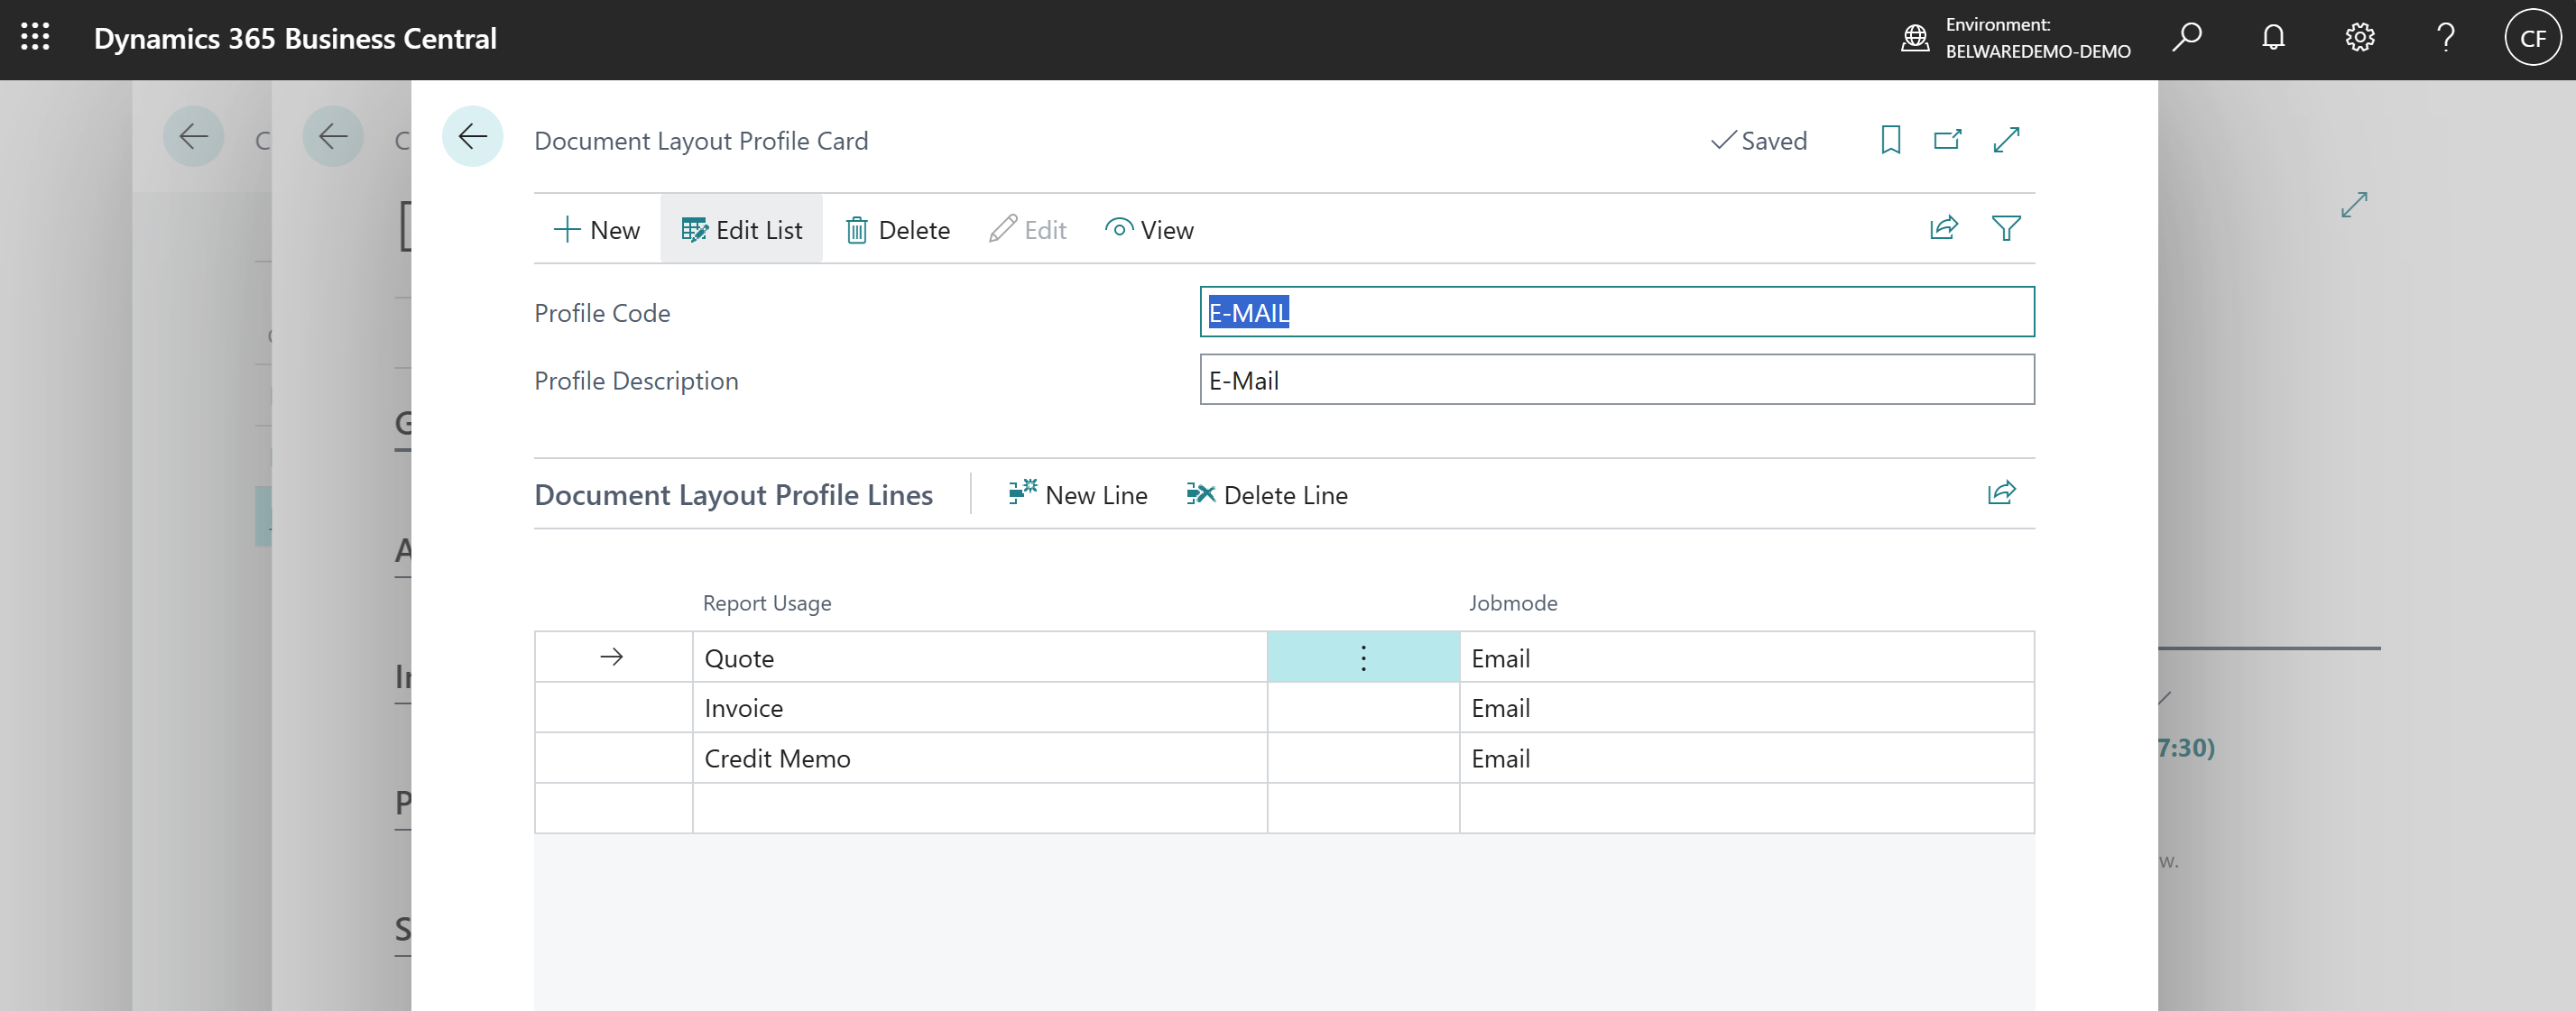 Dynamics 365 Business Central
Environment:
BELWAREDEMO-DEMO
CF
Document Layout Profile Card
Saved
New
Edit List
Delete
Edit
View
Profile Code
E-MAIL
Profile Description
E-Mail
Document Layout Profile Lines
New Line
Delete Line
Report Usage
Jobmode
Quote
Email
Invoice
Email
Credit Memo
Email
7:30)
w.